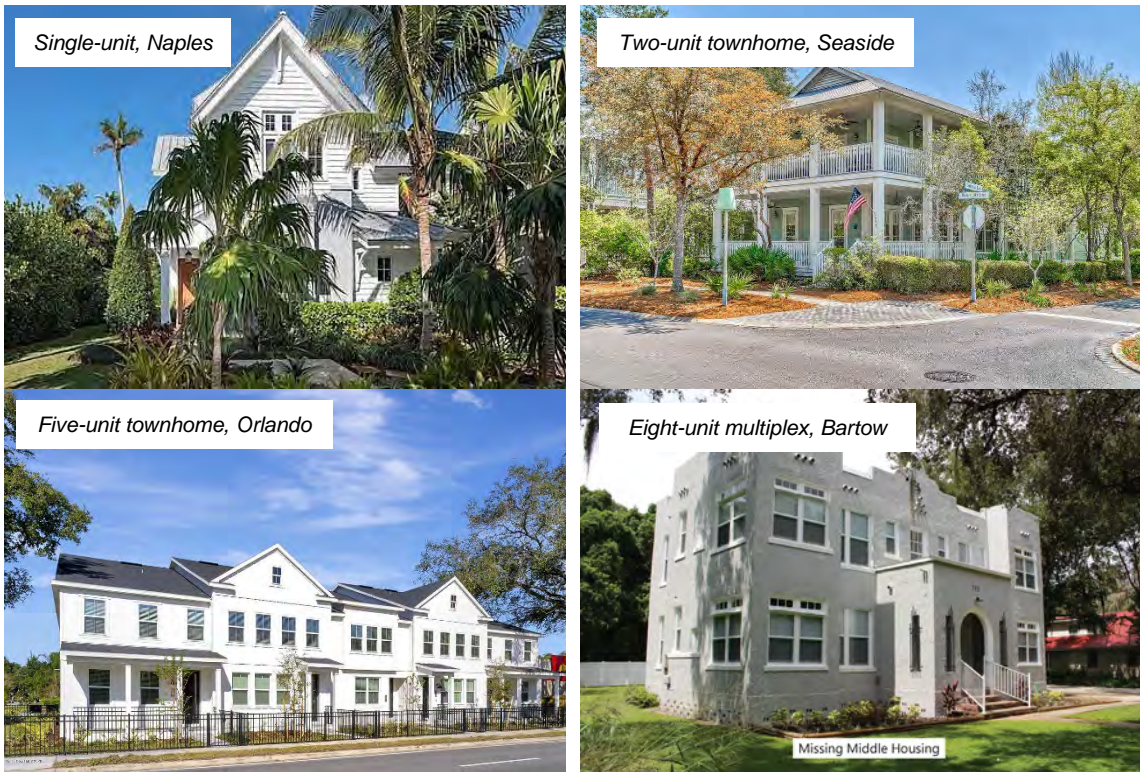 Single-unit, Naples
Two-unit townhome, Seaside
Five-unit townhome, Orlando
Eight-unit multiplex, Bartow
Missing Middle Housing